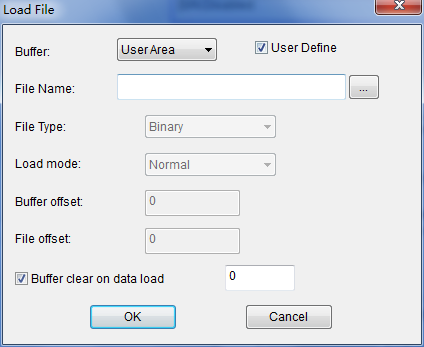 Load File
Buffer: User Area User Define
File Name: ...
File Type: Binary
Load mode: Normal
Buffer offset: 0
File offset: 0
Buffer clear on data load 0
OK Cancel